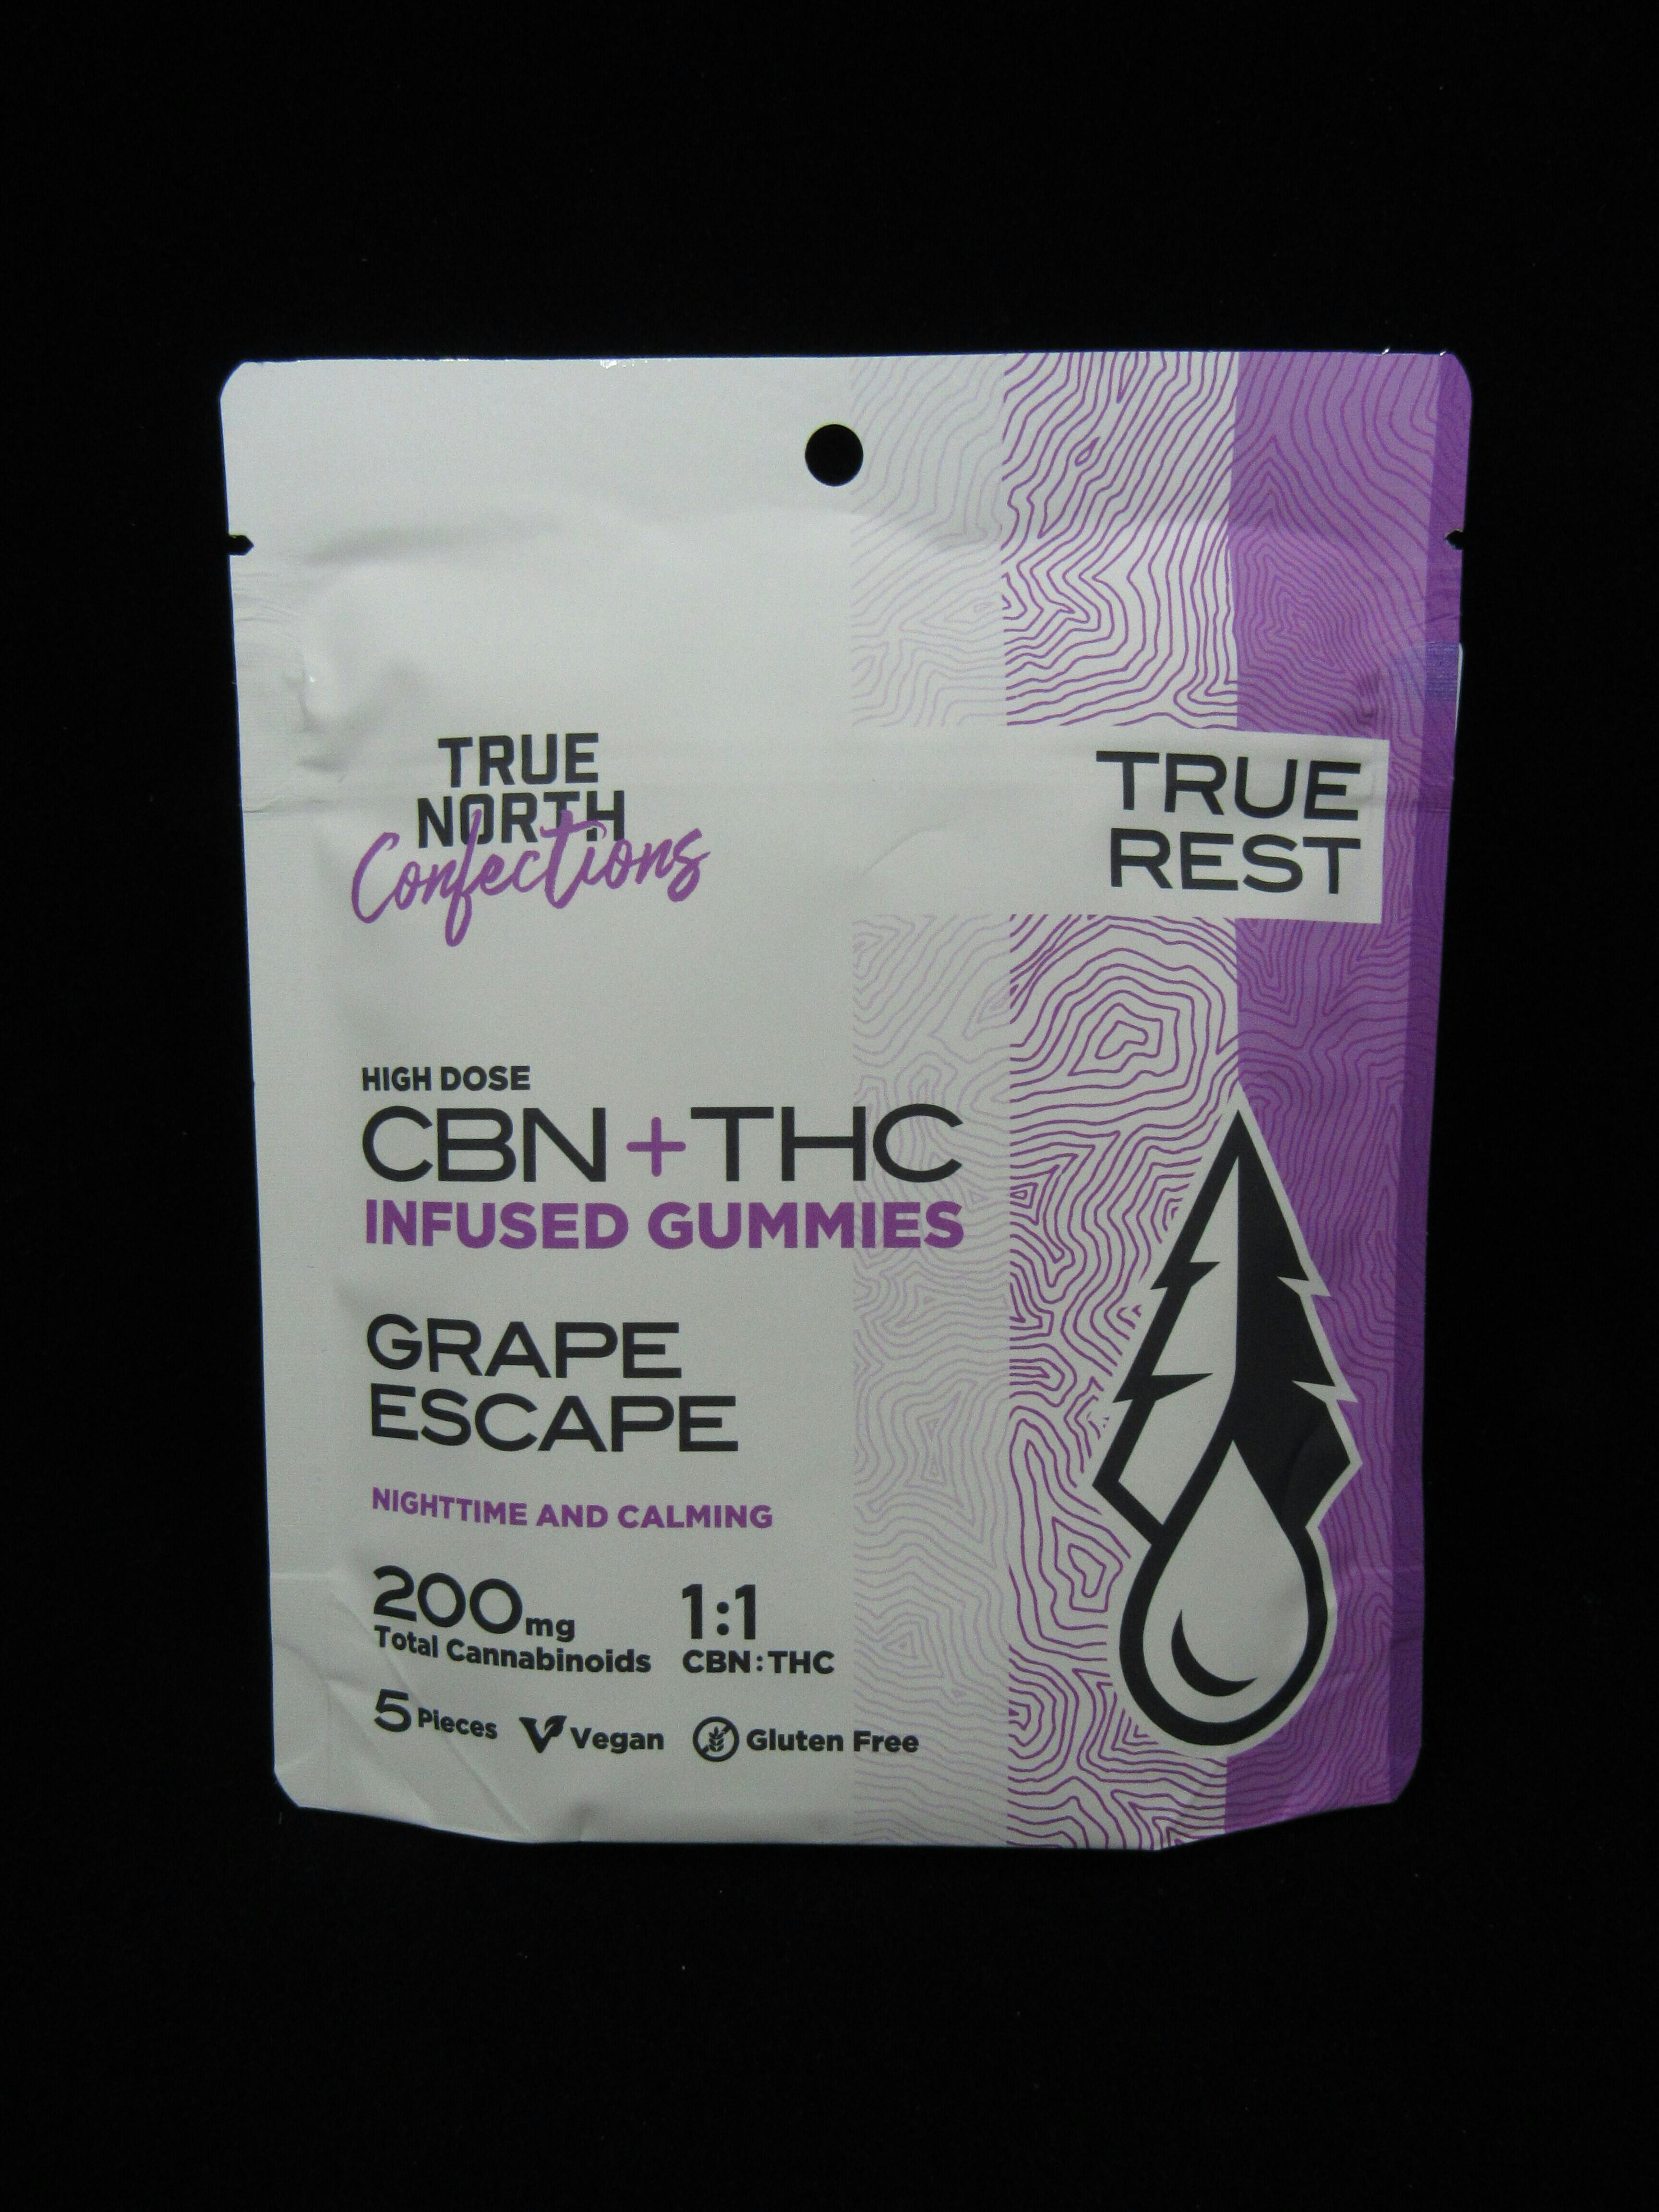 TRUE
NORTH
Confections
TRUE
REST
HIGH DOSE
CBN+THC
INFUSED GUMMIES
GRAPE
ESCAPE
NIGHTTIME AND CALMING
200mg
Total Cannabinoids
1:1
CBN:THC
5 Pieces Vegan Gluten Free